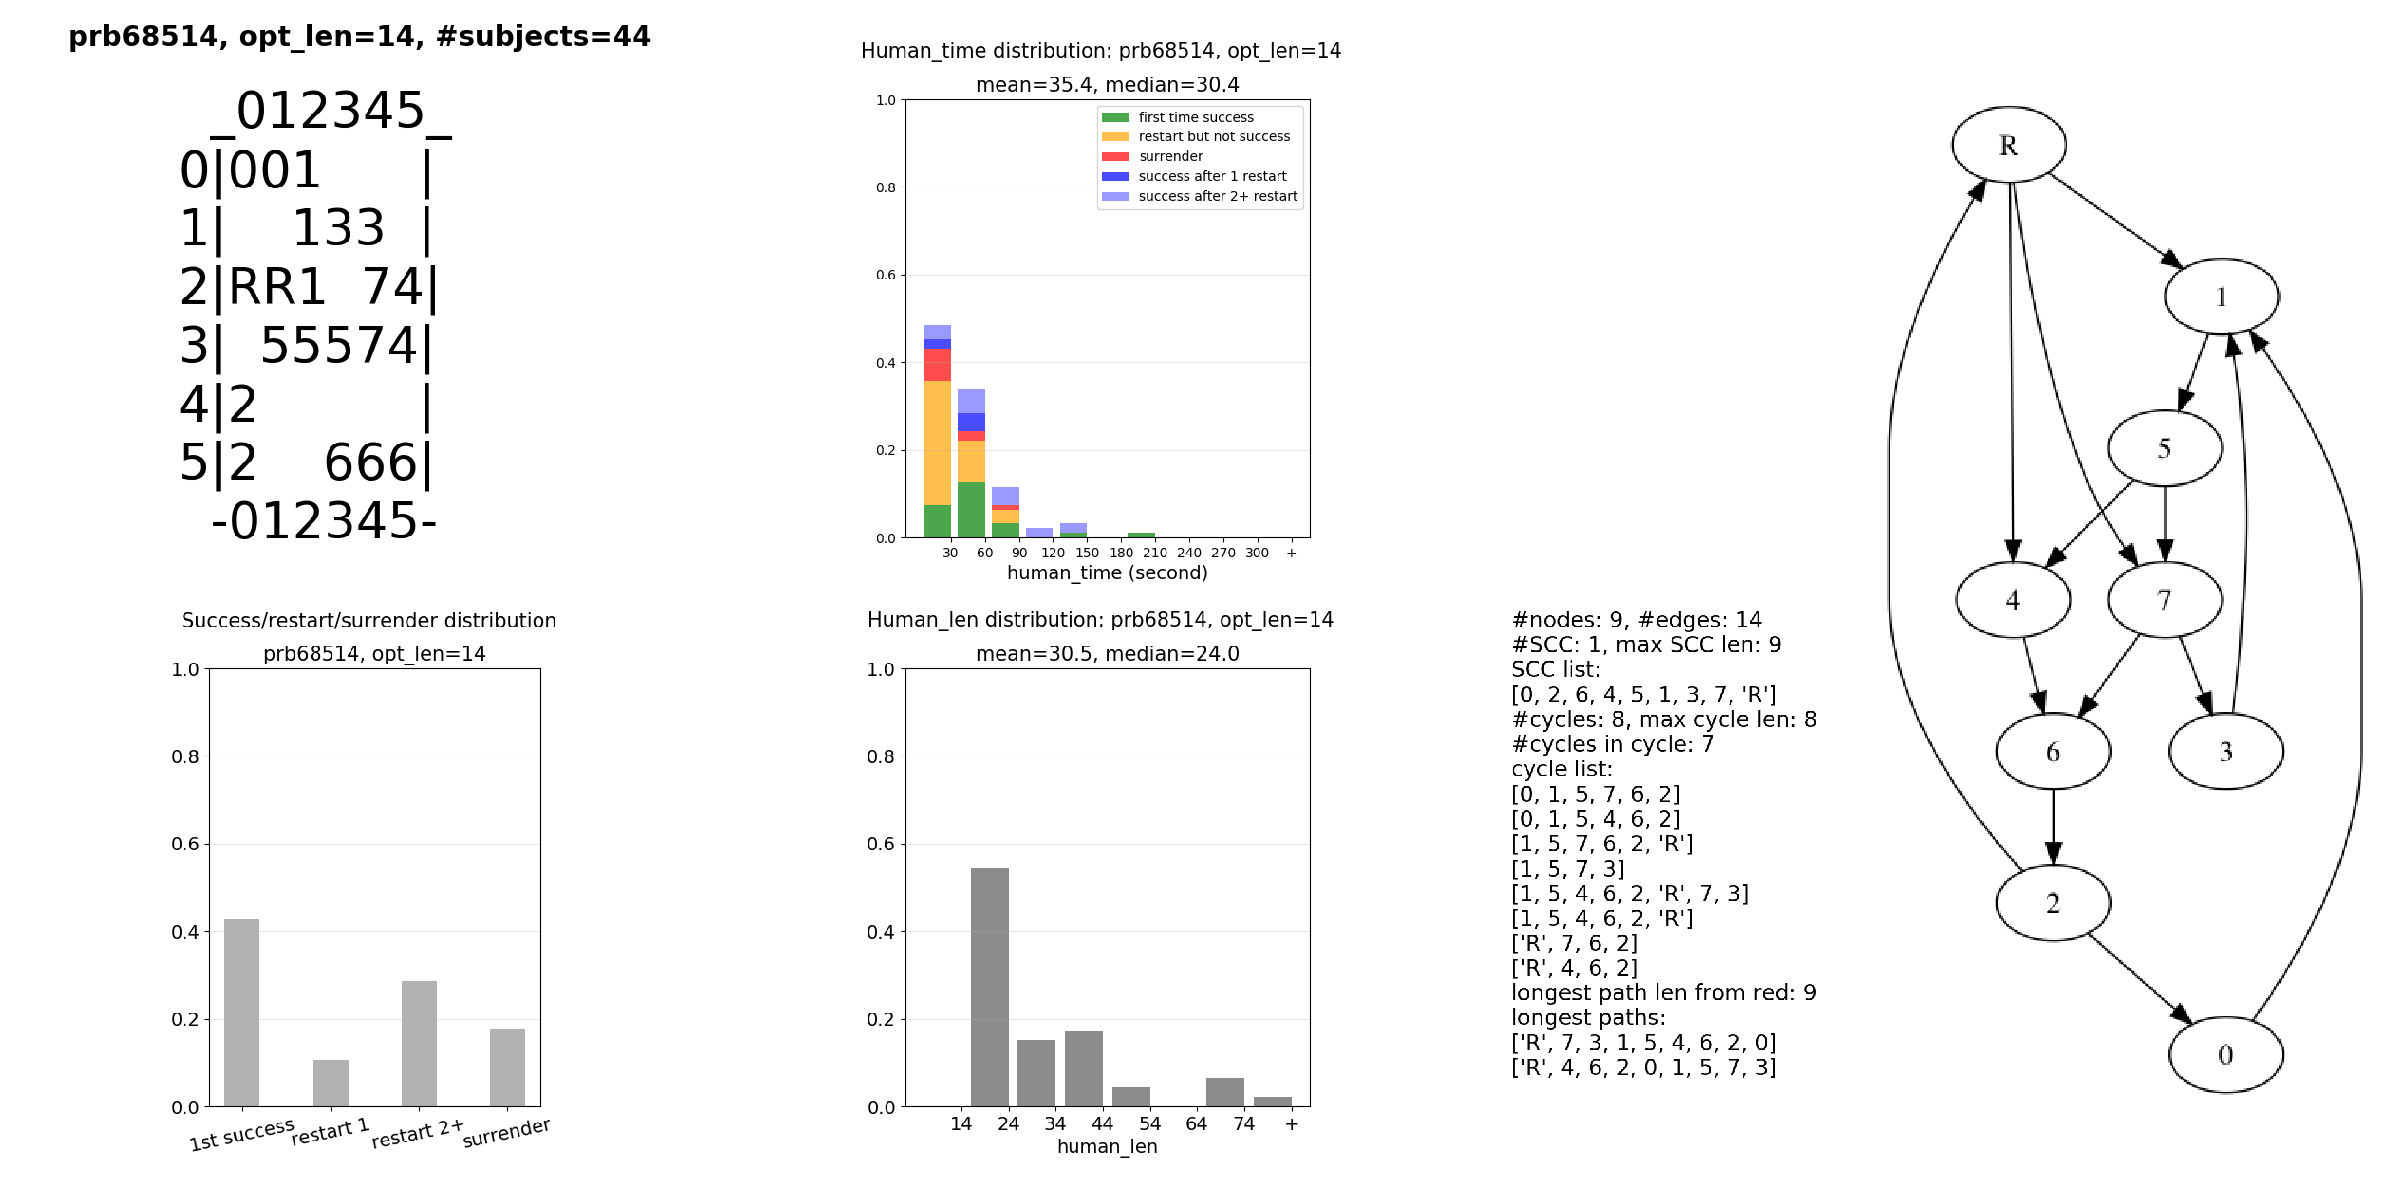 prb68514, opt_len=14, #subjects=44
_012345_
0|001   |
1|  133 |
2|RR1 74|
3| 55574|
4|2     |
5|2  666|
-012345-
Human_time distribution: prb68514, opt_len=14
mean=35.4, median=30.4
1.0
0.8
0.6
0.4
0.2
0.0
first time success
restart but not success
surrender
success after 1 restart
success after 2+ restart
30 60 90 120 150 180 210 240 270 300 +
human_time (second)
Success/restart/surrender distribution
prb68514, opt_len=14
1.0
0.8
0.6
0.4
0.2
0.0
1st success restart 1 restart 2+ surrender
Human_len distribution: prb68514, opt_len=14
mean=30.5, median=24.0
1.0
0.8
0.6
0.4
0.2
0.0
14 24 34 44 54 64 74 +
human_len
#nodes: 9, #edges: 14
#SCC: 1, max SCC len: 9
SCC list:
[0, 2, 6, 4, 5, 1, 3, 7, 'R']
#cycles: 8, max cycle len: 8
#cycles in cycle: 7
cycle list:
[0, 1, 5, 7, 6, 2]
[0, 1, 5, 4, 6, 2]
[1, 5, 7, 6, 2, 'R']
[1, 5, 7, 3]
[1, 5, 4, 6, 2, 'R', 7, 3]
[1, 5, 4, 6, 2, 'R']
['R', 7, 6, 2]
['R', 4, 6, 2]
longest path len from red: 9
longest paths:
['R', 7, 3, 1, 5, 4, 6, 2, 0]
['R', 4, 6, 2, 0, 1, 5, 7, 3]
R
1
5
4
7
6
3
2
0